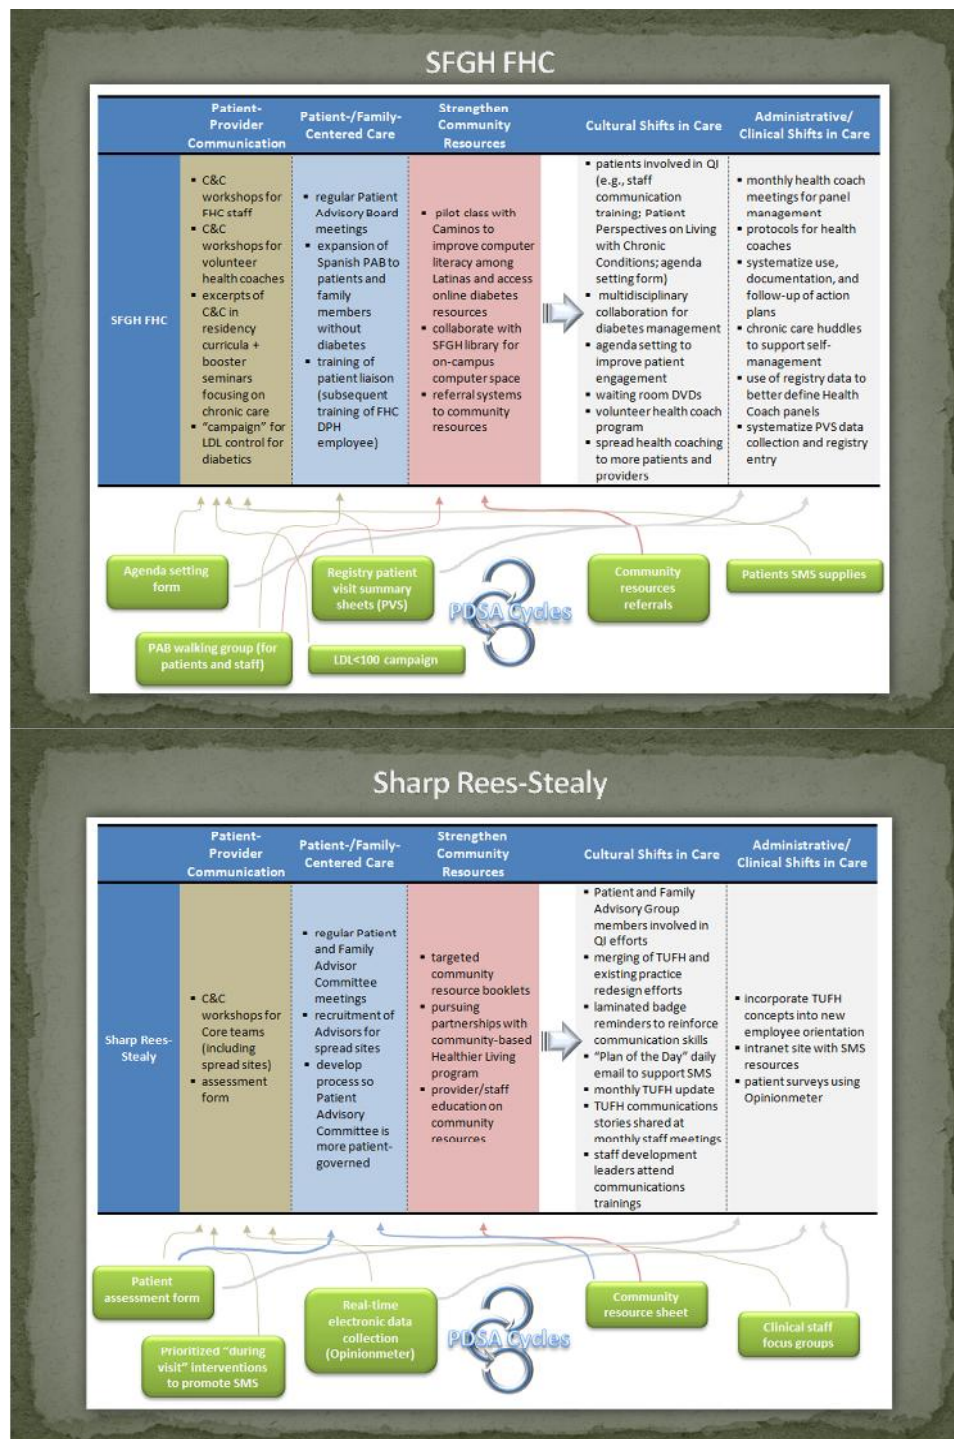 SFGH FHC
Patient-
Provider
Communication
Patient-/Family-
Centered Care
Strengthen
Community
Resources
Cultural Shifts in Care
Administrative/
Clinical Shifts in Care
SFGH FHC
▪ C&C
workshops for
FHC staff
▪ C&C
workshops for
volunteer
health coaches
▪ excerpts of
C&C in
residency
curricula +
booster
seminars
focusing on
chronic care
▪ “campaign” for
LDL control for
diabetics
▪ regular Patient
Advisory Board
meetings
▪ expansion of
Spanish PAB to
patients and
family
members
without
diabetes
▪ training of
patient liaison
(subsequent
training of FHC
DPH
employee)
▪ pilot class with
Caminos to
improve computer
literacy among
Latinas and access
online diabetes
resources
▪ collaborate with
SFGH library for
on-campus
computer space
▪ referral systems
to community
resources
▪ patients involved in QI
(e.g., staff
communication
training; Patient
Perspectives on Living
with Chronic
Conditions; agenda
setting form)
▪ multidisciplinary
collaboration for
diabetes management
▪ agenda setting to
improve patient
engagement
▪ waiting room DVDs
▪ volunteer health coach
program
▪ spread health coaching
to more patients and
providers
▪ monthly health coach
meetings for panel
management
▪ protocols for health
coaches
▪ systematize use,
documentation, and
follow-up of action
plans
▪ chronic care huddles
to support self-
management
▪ use of registry data to
better define Health
Coach panels
▪ systematize PVS data
collection and registry
entry
Agenda setting
form
Registry patient
visit summary
sheets (PVS)
PDSA Cycles
Community
resources
referrals
Patients SMS supplies
PAB walking group (for
patients and staff)
LDL<100 campaign
Sharp Rees-Stealy
Patient-
Provider
Communication
Patient-/Family-
Centered Care
Strengthen
Community
Resources
Cultural Shifts in Care
Administrative/
Clinical Shifts in Care
Sharp Rees-
Stealy
▪ C&C
workshops for
Core teams
(including
spread sites)
▪ assessment
form
▪ regular Patient
and Family
Advisor
Committee
meetings
▪ recruitment of
Advisors for
spread sites
▪ develop
process so
Patient
Advisory
Committee is
more patient-
governed
▪ targeted
community
resource booklets
▪ pursuing
partnerships with
community-based
Healthier Living
program
▪ provider/staff
education on
community
resources
▪ Patient and Family
Advisory Group
members involved in
QI efforts
▪ merging of TUFH and
existing practice
redesign efforts
▪ laminated badge
reminders to reinforce
communication skills
▪ “Plan of the Day” daily
email to support SMS
▪ monthly TUFH update
▪ TUFH communications
stories shared at
monthly staff meetings
▪ staff development
leaders attend
communications
trainings
▪ incorporate TUFH
concepts into new
employee orientation
▪ intranet site with SMS
resources
▪ patient surveys using
Opinionmeter
Patient
assessment form
Real-time
electronic data
collection
(Opinionmeter)
PDSA Cycles
Community
resource sheet
Clinical staff
focus groups
Prioritized “during
visit” interventions
to promote SMS